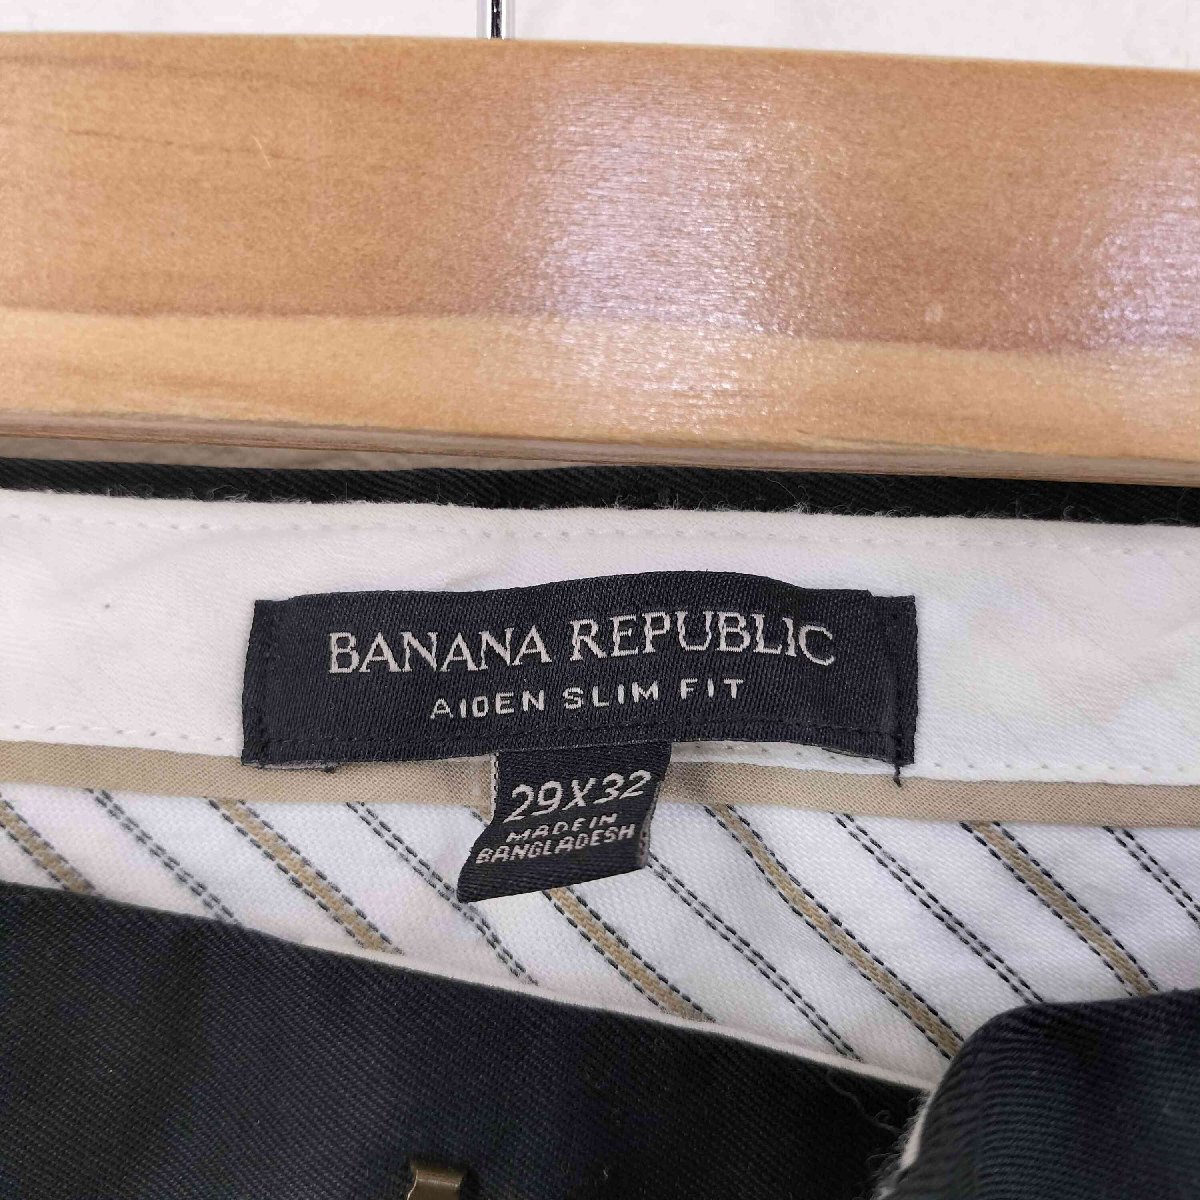 BANANA REPUBLIC
AIDEN SLIM FIT
29X32
MADE IN
BANGLADESH